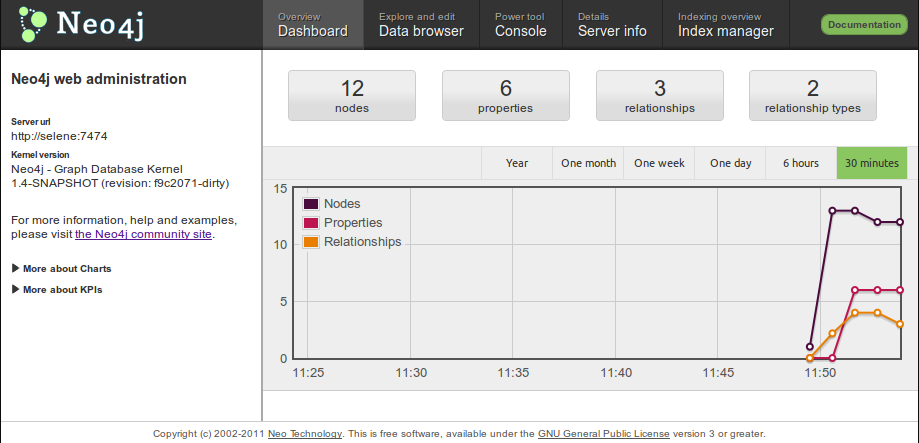 Neo4j
Overview
Dashboard
Explore and edit
Data browser
Power tool
Console
Details
Server info
Indexing overview
Index manager
Documentation
Neo4j web administration
Server url
http://selene:7474
Kernel version
Neo4j - Graph Database Kernel
1.4-SNAPSHOT (revision: f9c2071-dirty)
For more information, help and examples,
please visit the Neo4j community site.
More about Charts
More about KPIs
12
nodes
6
properties
3
relationships
2
relationship types
Year
One month
One week
One day
6 hours
30 minutes
15
10
5
0
Nodes
Properties
Relationships
11:25
11:30
11:35
11:40
11:45
11:50
Copyright (c) 2002-2011 Neo Technology. This is free software, available under the GNU General Public License version 3 or greater.